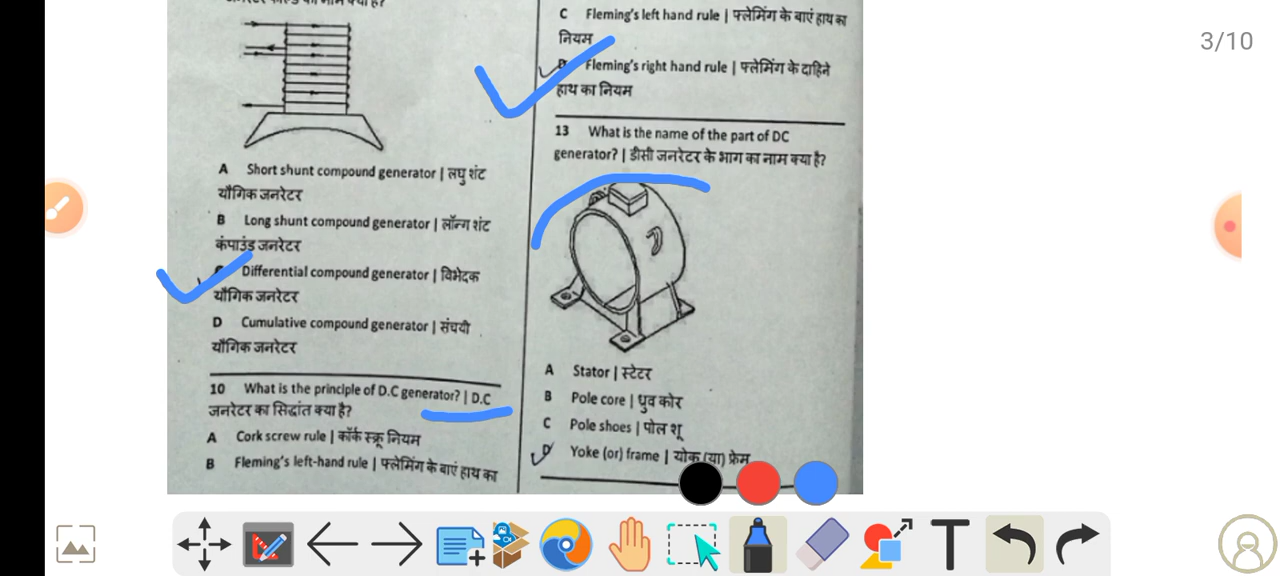 A Short shunt compound generator | लघु शंट
यौगिक जनरेटर
B Long shunt compound generator | लॉन्ग शंट
कंपाउंड जनरेटर
Differential compound generator | विभेदक
यौगिक जनरेटर
D Cumulative compound generator | संचयी
यौगिक जनरेटर
10 What is the principle of D.C generator? | D.C
जनरेटर का सिद्धांत क्या है?
A Cork screw rule | कॉर्क स्क्रू नियम
B Fleming's left-hand rule | फ्लेमिंग के बाएं हाथ का
C Fleming's left hand rule | फ्लेमिंग के बाएं हाथ का
नियम
Fleming's right hand rule | फ्लेमिंग के दाहिने
हाथ का नियम
13 What is the name of the part of DC
generator? | डीसी जनरेटर के भाग का नाम क्या है?
A Stator | स्टेटर
B Pole core | ध्रुव कोर
C Pole shoes | पोल शू
D Yoke (or) frame | योक (या) फ्रेम
3/10
T